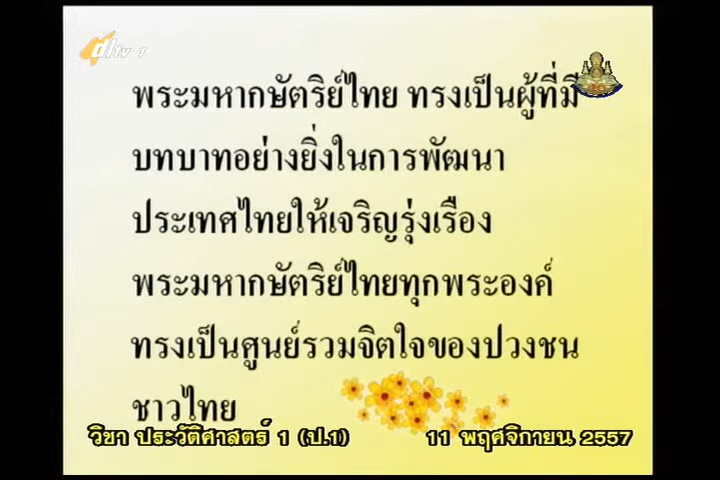 dltv 1
พระมหากษัตริย์ไทย ทรงเป็นผู้ที่มี
บทบาทอย่างยิ่งในการพัฒนา
ประเทศไทยให้เจริญรุ่งเรือง
พระมหากษัตริย์ไทยทุกพระองค์
ทรงเป็นศูนย์รวมจิตใจของปวงชน
ชาวไทย
วิชา ประวัติศาสตร์ 1 (ป.1) 11 พฤศจิกายน 2557